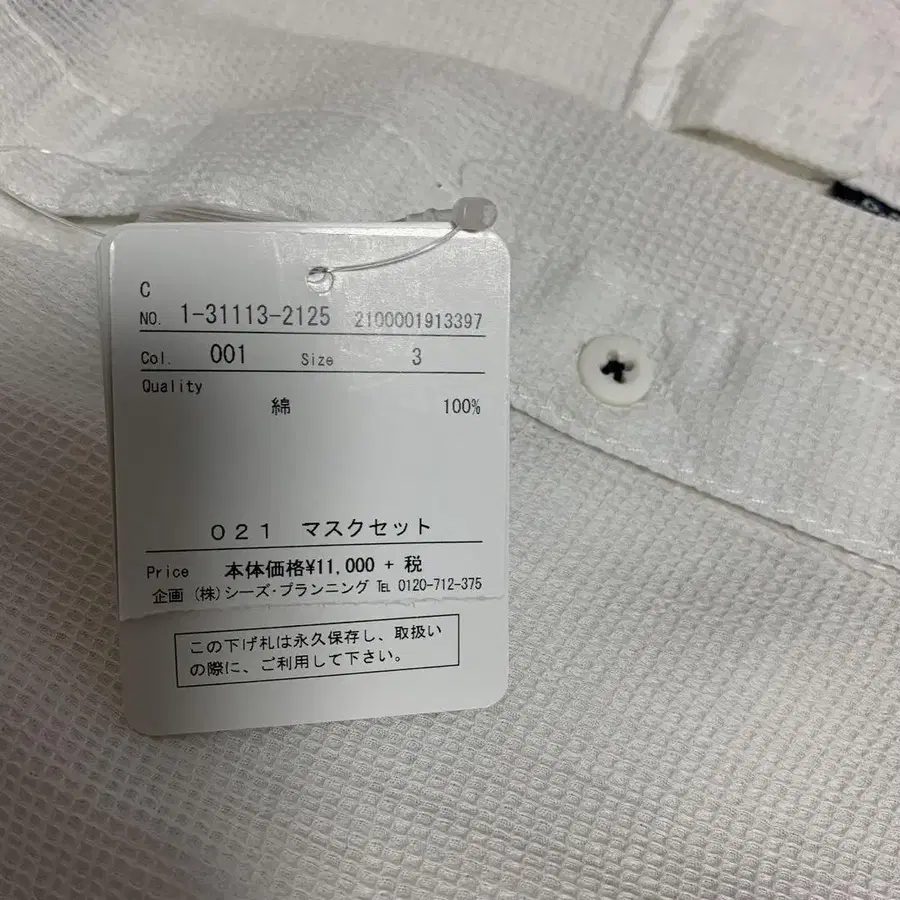 C
NO. 1-31113-2125 2100001913397
Col. 001 Size 3
Quality
綿 100%
021 マスクセット
Price 本体価格¥11,000 + 税
企画 (株)シーズ・プランニング ℡ 0120-712-375
この下げ札は永久保存し、取扱い
の際に、ご利用して下さい。